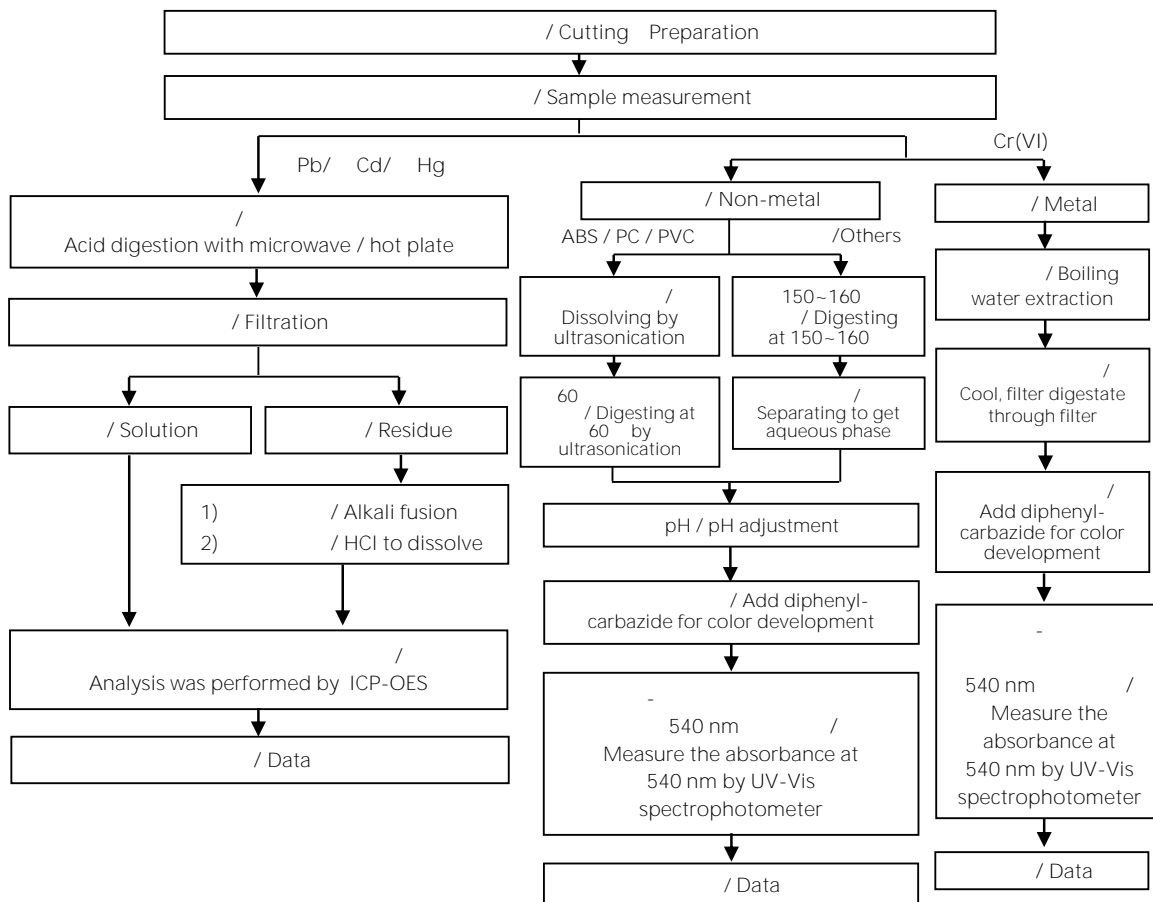 / Cutting Preparation
/ Sample measurement
Pb/ Cd/ Hg
Cr(VI)
/
Acid digestion with microwave / hot plate
/ Filtration
/ Solution
/ Residue
1) / Alkali fusion
2) / HCl to dissolve
/
Analysis was performed by ICP-OES
/ Data
/ Non-metal
ABS / PC / PVC
/Others
/
Dissolving by
ultrasonication
60
/ Digesting at
60 by
ultrasonication
150~160
/ Digesting
at 150~160
/
Separating to get
aqueous phase
pH / pH adjustment
/ Add diphenyl-
carbazide for color
development
-
540 nm /
Measure the absorbance at
540 nm by UV-Vis
spectrophotometer
/ Data
/ Metal
/ Boiling
water extraction
/
Cool, filter digestate
through filter
/
Add diphenyl-
carbazide for color
development
-
540 nm /
Measure the
absorbance at
540 nm by UV-Vis
spectrophotometer
/ Data